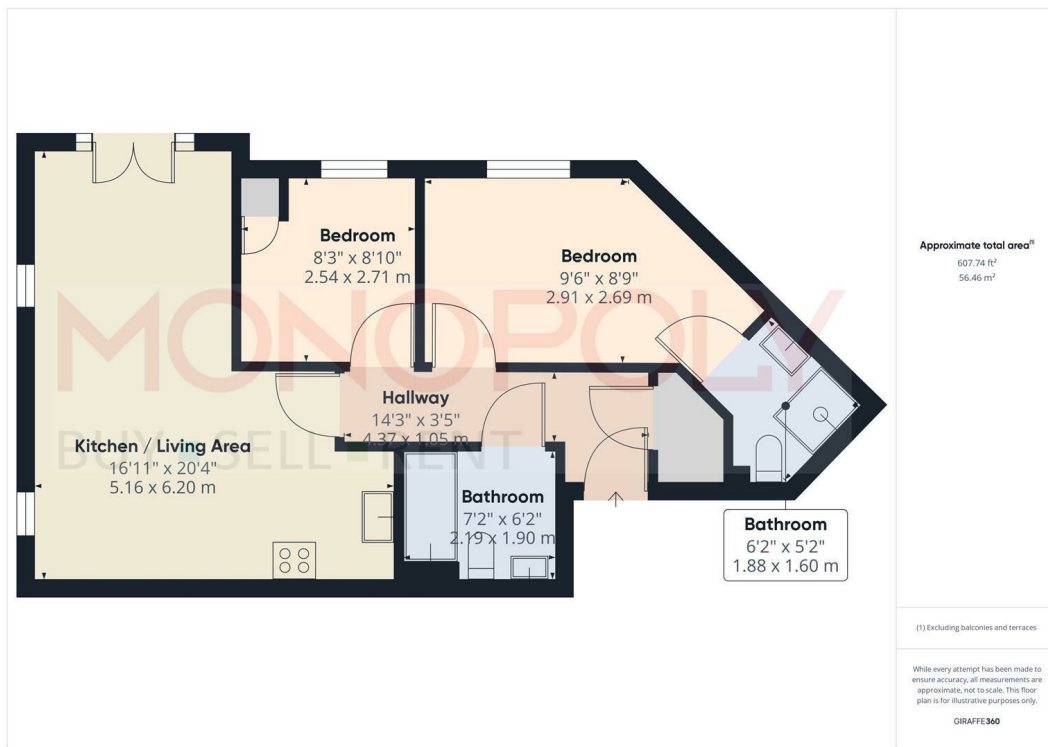 Bedroom
8'3" x 8'10"
2.54 x 2.71 m
Bedroom
9'6" x 8'9"
2.91 x 2.69 m
MONOPOLY
BUY • SELL • RENT
Hallway
14'3" x 3'5"
4.37 x 1.05 m
Kitchen / Living Area
16'11" x 20'4"
5.16 x 6.20 m
Bathroom
7'2" x 6'2"
2.19 x 1.90 m
Bathroom
6'2" x 5'2"
1.88 x 1.60 m
Approximate total area(1)
607.74 ft²
56.46 m²
(1) Excluding balconies and terraces
While every attempt has been made to
ensure accuracy, all measurements are
approximate, not to scale. This floor
plan is for illustrative purposes only.
GIRAFFE360